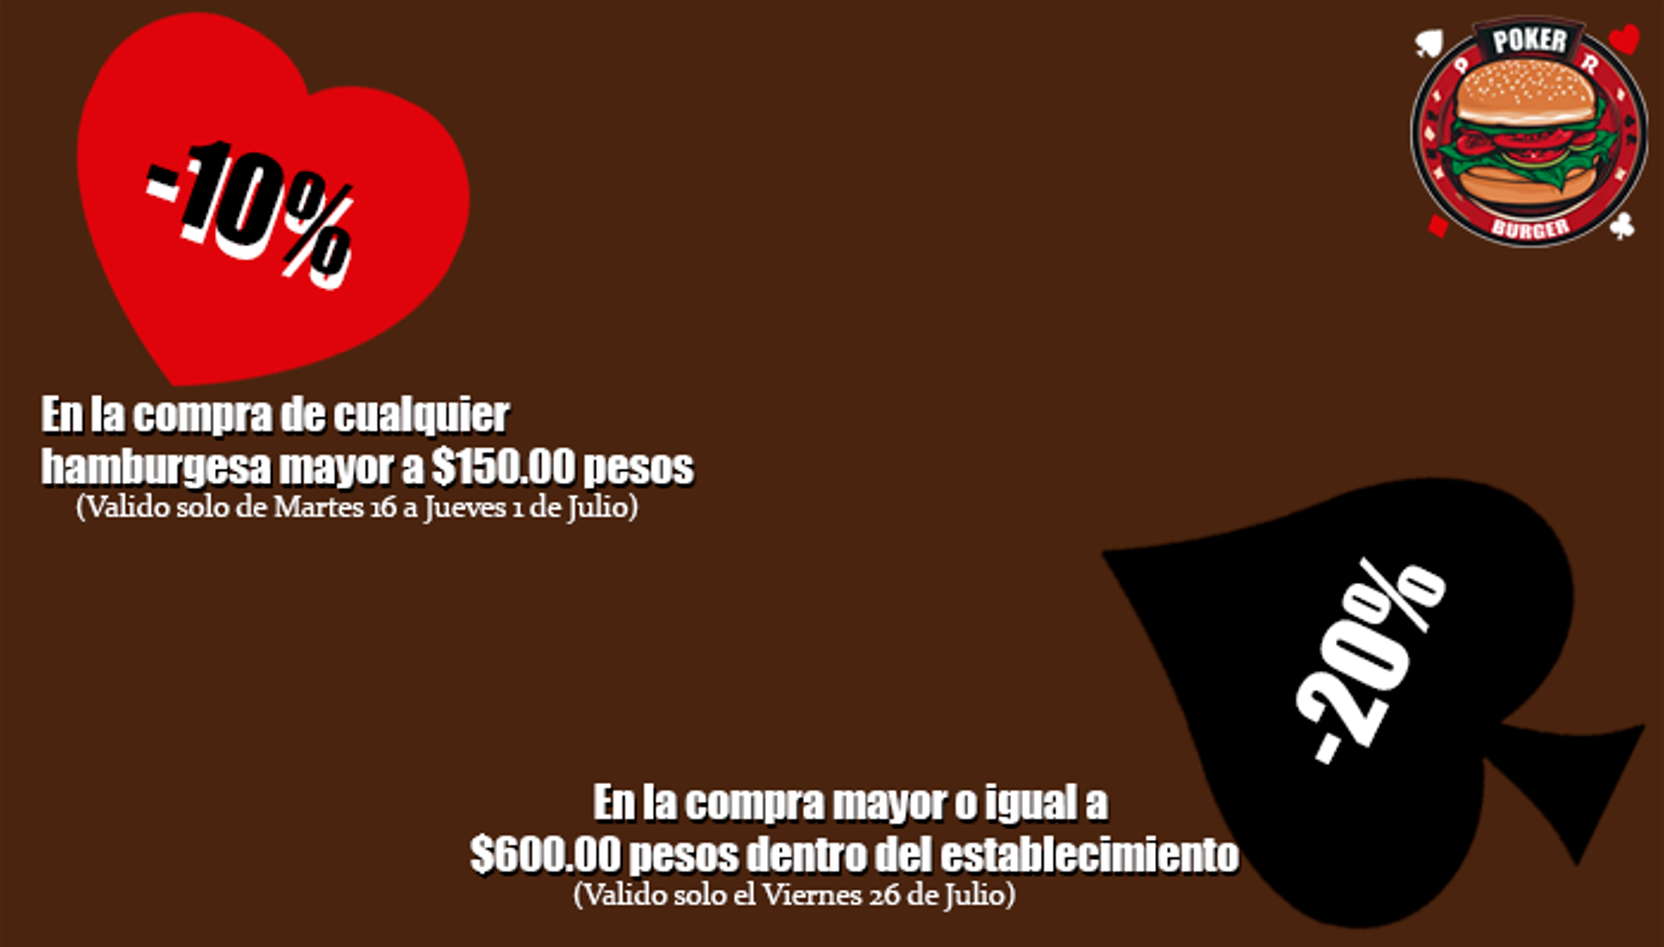 -10%
POKER
BURGER
En la compra de cualquier
hamburgesa mayor a $150.00 pesos
(Valido solo de Martes 16 a Jueves 1 de Julio)
-20%
En la compra mayor o igual a
$600.00 pesos dentro del establecimiento
(Valido solo el Viernes 26 de Julio)